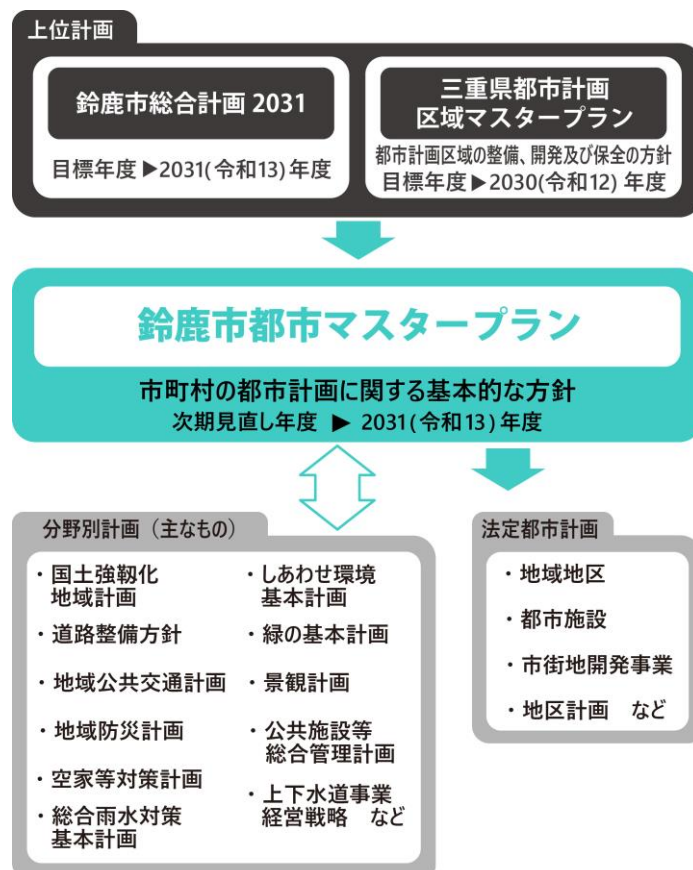 上位計画
鈴鹿市総合計画 2031
目標年度▶2031(令和13)年度
三重県都市計画
区域マスタープラン
都市計画区域の整備、開発及び保全の方針
目標年度▶2030(令和12)年度
鈴鹿市都市マスタープラン
市町村の都市計画に関する基本的な方針
次期見直し年度 ▶ 2031(令和13)年度
分野別計画（主なもの）
・国土強靱化
地域計画
・道路整備方針
・地域公共交通計画
・地域防災計画
・空家等対策計画
・総合雨水対策
基本計画
・しあわせ環境
基本計画
・緑の基本計画
・景観計画
・公共施設等
総合管理計画
・上下水道事業
経営戦略 など
法定都市計画
・地域地区
・都市施設
・市街地開発事業
・地区計画 など